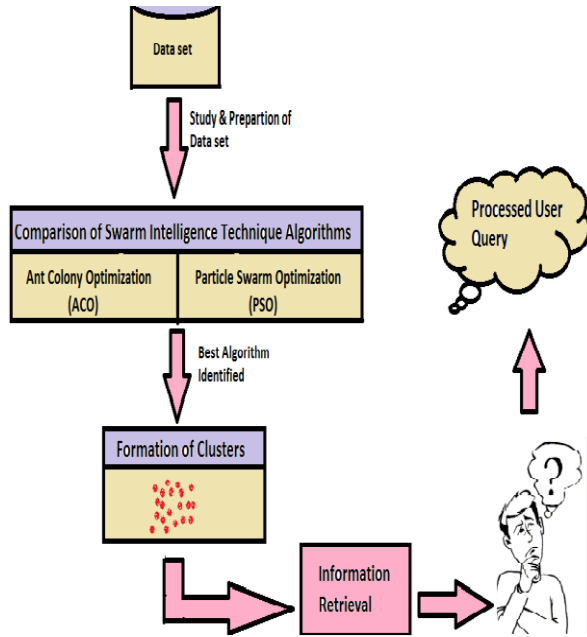 Data set
Study & Prepartion of
Data set
Comparison of Swarm Intelligence Technique Algorithms
Ant Colony Optimization
(ACO)
Particle Swarm Optimization
(PSO)
Best Algorithm
Identified
Formation of Clusters
Information
Retrieval
?
Processed User
Query